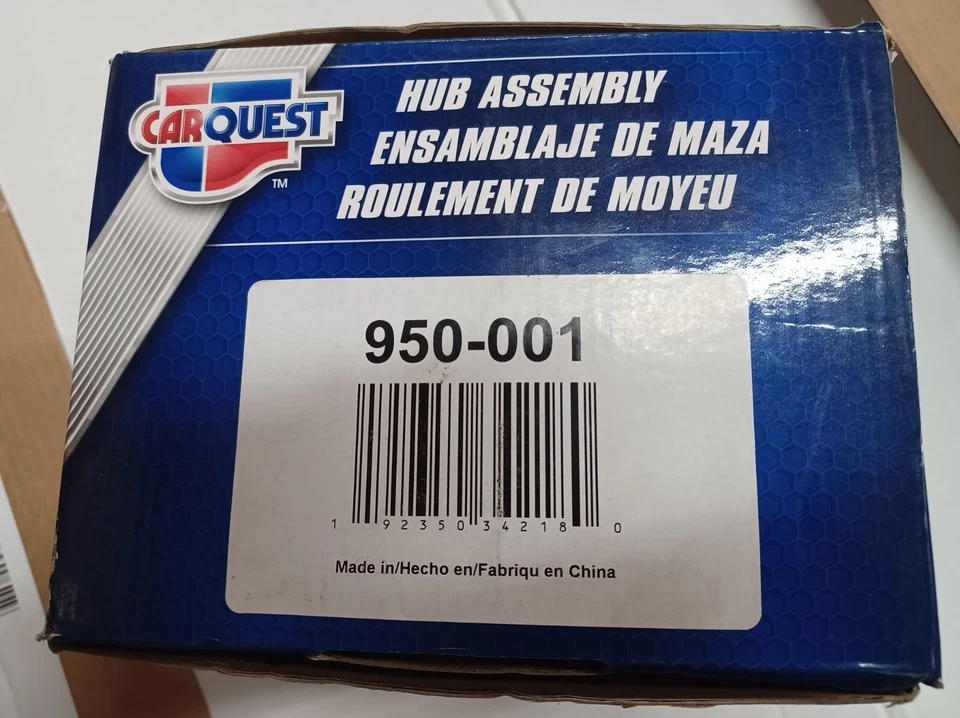 CARQUEST
TM
HUB ASSEMBLY
ENSAMBLAJE DE MAZA
ROULEMENT DE MOYEU
950-001
1 92350 34218 0
Made in/Hecho en/Fabriqu en China